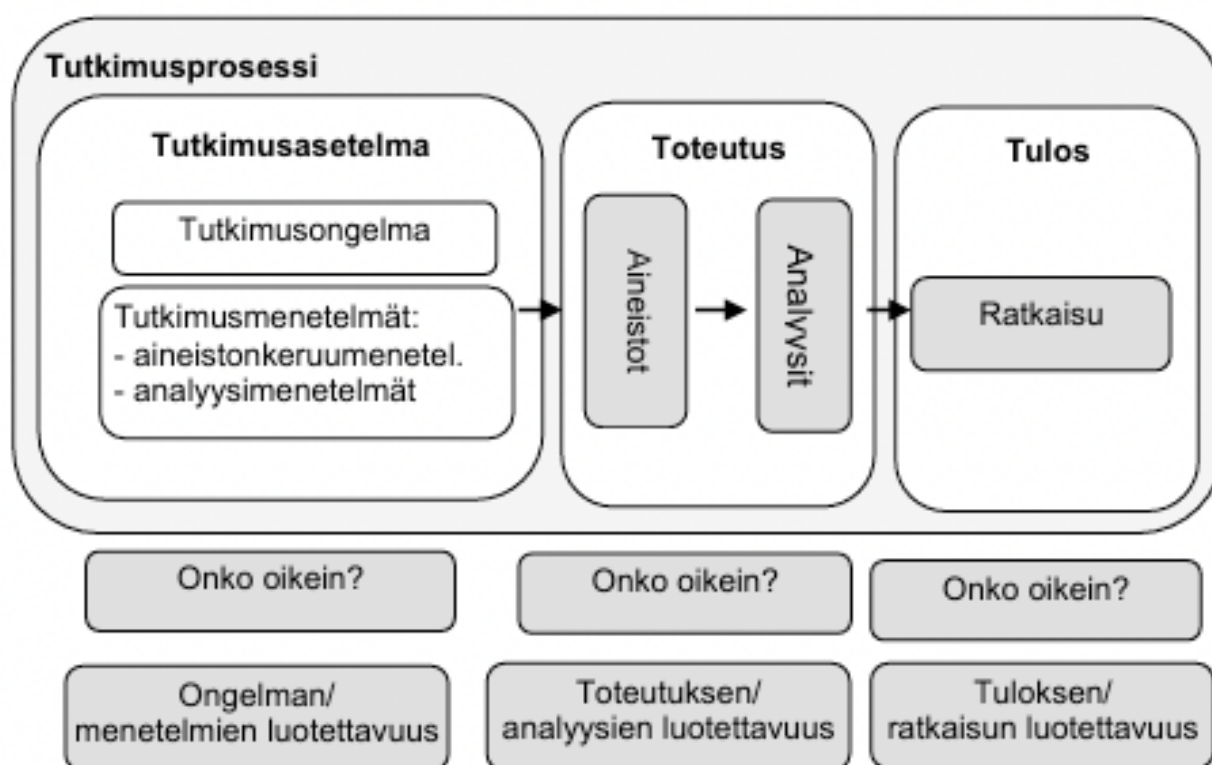 Tutkimusprosessi
Tutkimusasetelma
Tutkimusongelma
Tutkimusmenetelmät:
- aineistonkeruumenetel.
- analyysimenetelmät
Toteutus
Aineistot
Analyysit
Tulos
Ratkaisu
Onko oikein?
Onko oikein?
Onko oikein?
Ongelman/
menetelmien luotettavuus
Toteutuksen/
analyysien luotettavuus
Tuloksen/
ratkaisun luotettavuus